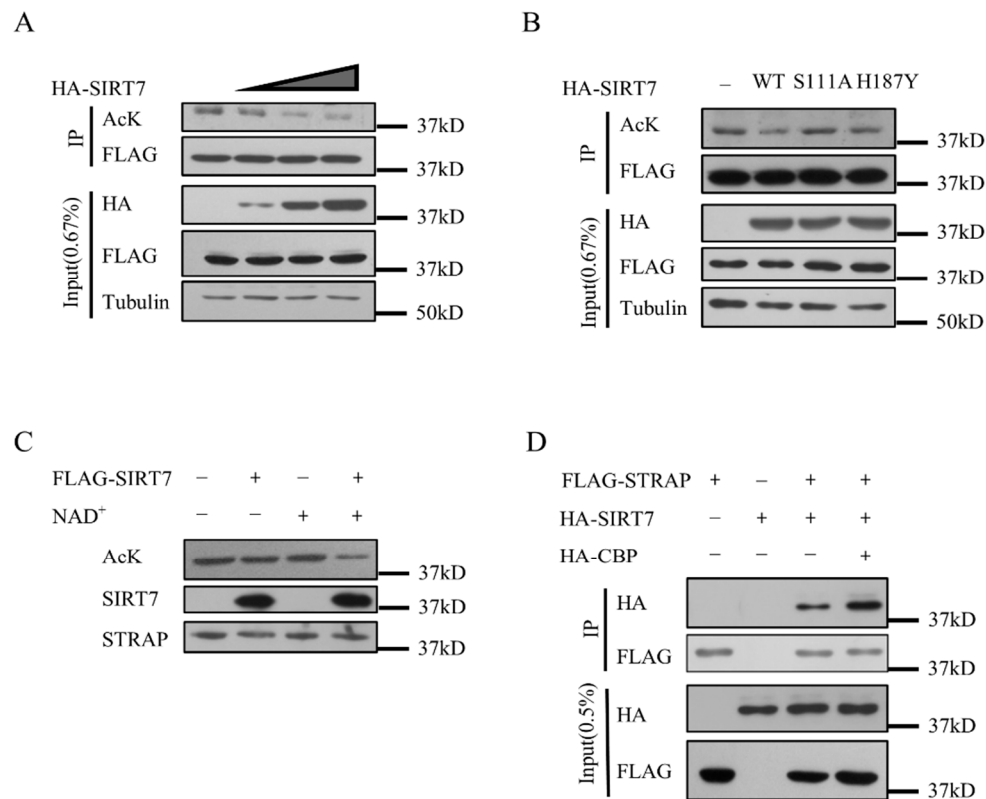 A
HA-SIRT7
IP
AcK
37kD
FLAG
37kD
Input(0.67%)
HA
37kD
FLAG
37kD
Tubulin
50kD
B
HA-SIRT7 – WT S111A H187Y
IP
AcK
37kD
FLAG
37kD
Input(0.67%)
HA
37kD
FLAG
37kD
Tubulin
50kD
C
FLAG-SIRT7 – + – +
NAD⁺ – – + +
AcK
37kD
SIRT7
37kD
STRAP
37kD
D
FLAG-STRAP + – + +
HA-SIRT7 – + + +
HA-CBP – – – +
IP
HA
37kD
FLAG
37kD
Input(0.5%)
HA
37kD
FLAG
37kD